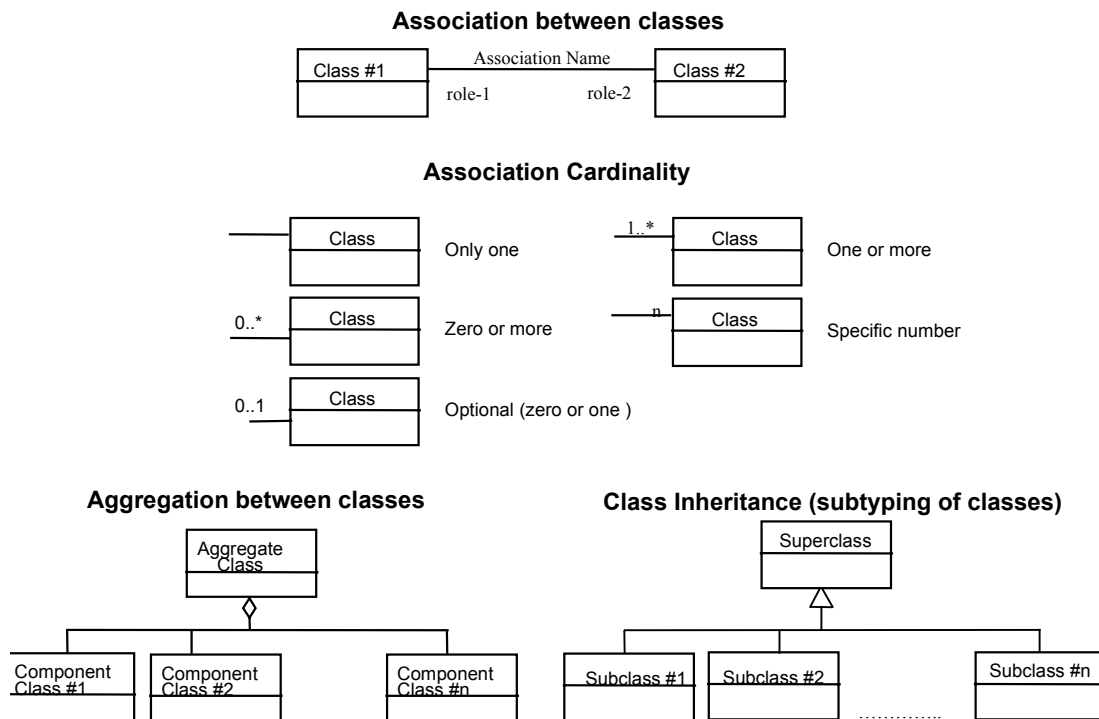 Association between classes
Association Name
Class #1
Class #2
role-1
role-2
Association Cardinality
Class
Only one
1..*
Class
One or more
0..*
Class
Zero or more
n
Class
Specific number
0..1
Class
Optional (zero or one )
Aggregation between classes
Class Inheritance (subtyping of classes)
Aggregate
Class
Superclass
Component
Class #1
Component
Class #2
Component
Class #n
Subclass #1
Subclass #2
Subclass #n
..............